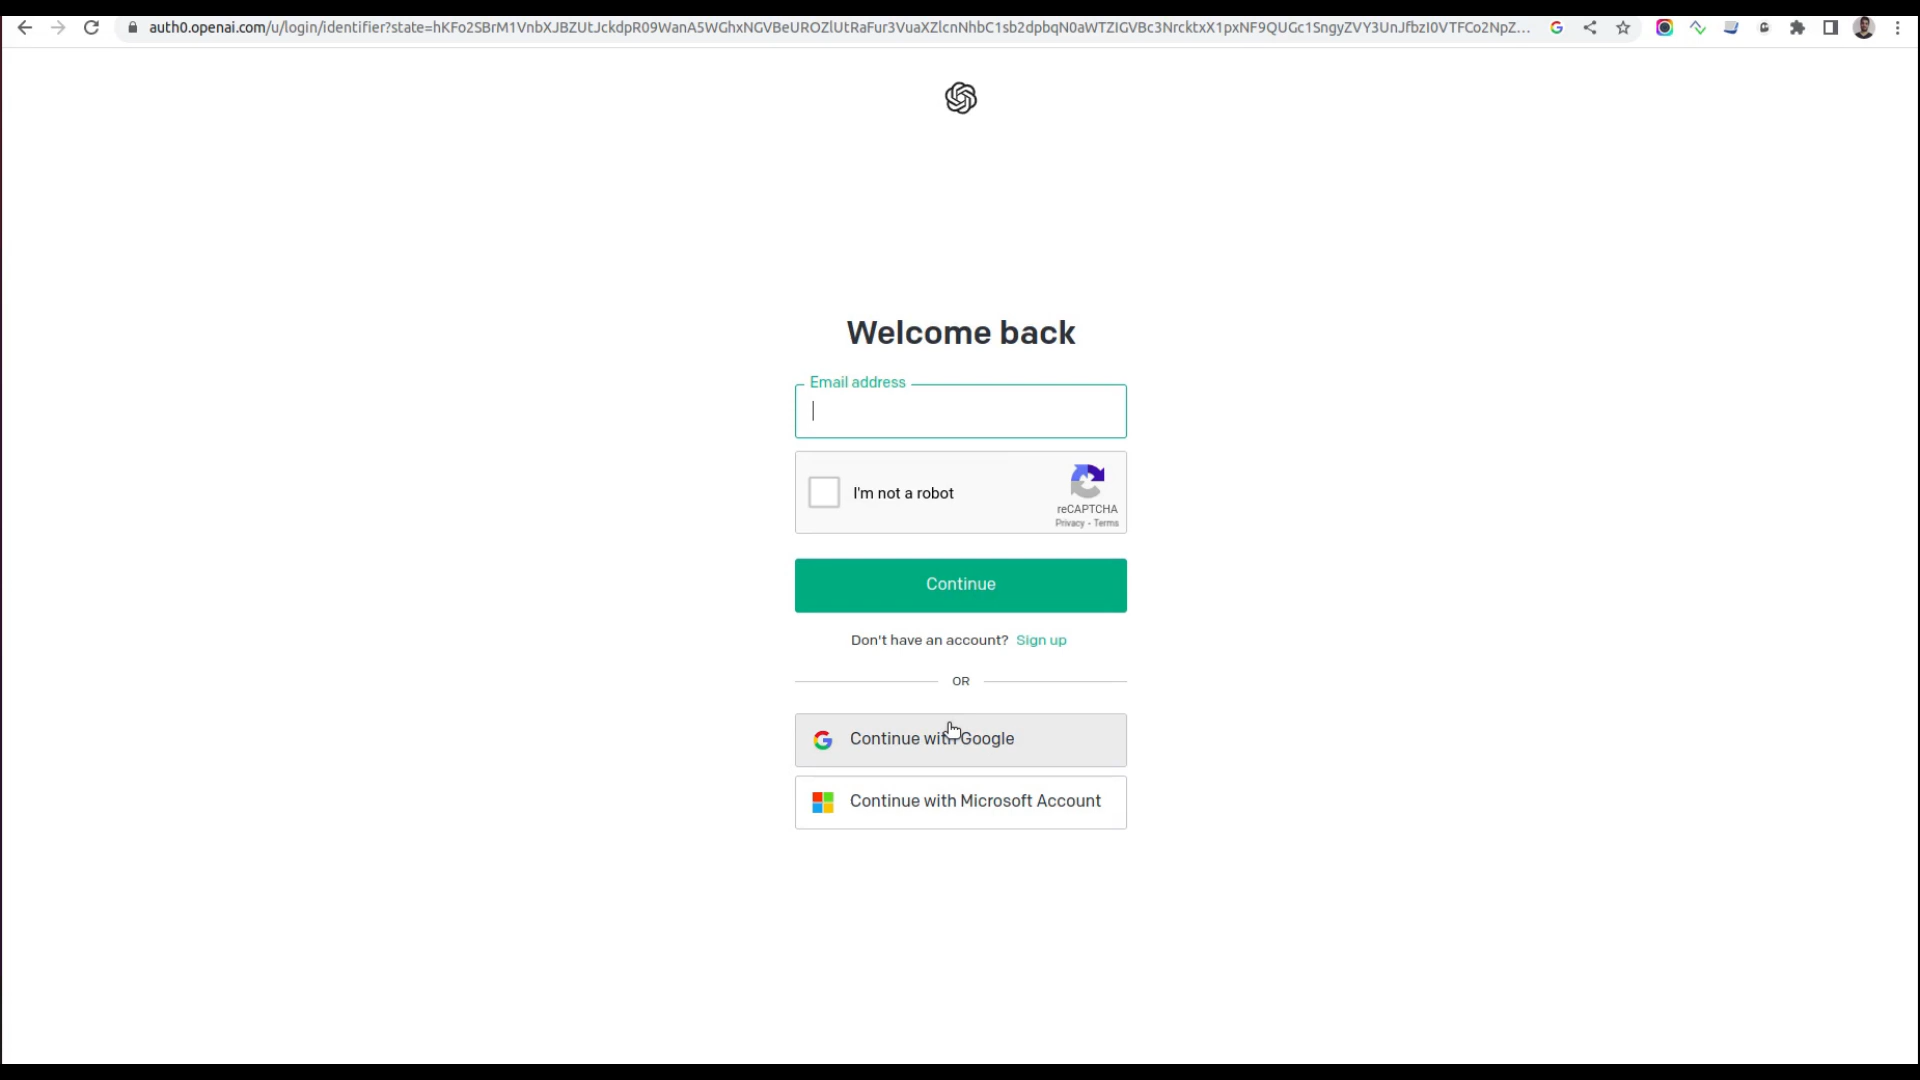 auth0.openai.com/u/login/identifier?state=hKFo2SBrM1VnbXJBZUtJckdpR09WanA5WGhxNGVBeUROZlUtRaFur3VuaXZlcnNhbC1sb2dpbqN0aWTZIGVBc3NrcktxX1pxNF9QUGc1SngyZVY3UnJfbzI0VTFCo2NpZ...
Welcome back
Email address
I'm not a robot
reCAPTCHA
Privacy - Terms
Continue
Don't have an account? Sign up
OR
Continue with Google
Continue with Microsoft Account